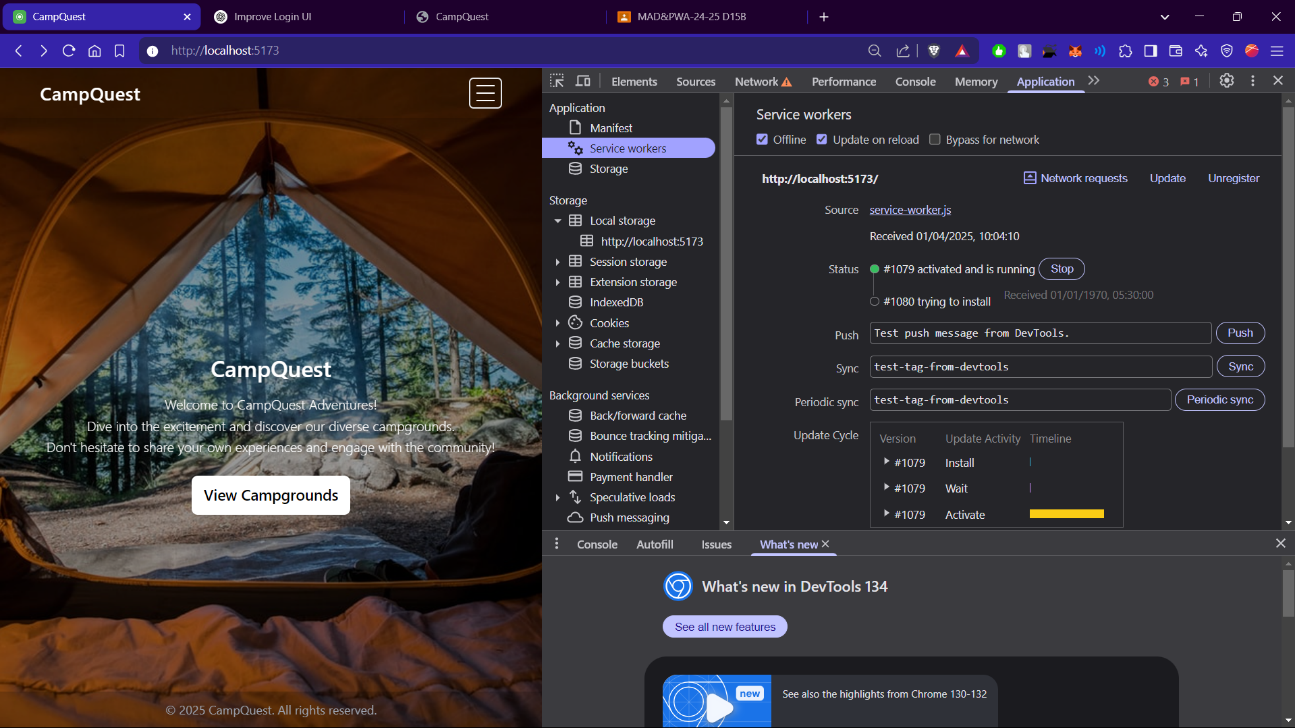 CampQuest
Improve Login UI
CampQuest
MAD&PWA-24-25 D15B
http://localhost:5173
CampQuest
CampQuest
Welcome to CampQuest Adventures!
Dive into the excitement and discover our diverse campgrounds.
Don't hesitate to share your own experiences and engage with the community!
View Campgrounds
© 2025 CampQuest. All rights reserved.
Elements Sources Network Performance Console Memory Application 3 1
Application
Manifest
Service workers
Storage
Storage
Local storage
http://localhost:5173
Session storage
Extension storage
IndexedDB
Cookies
Cache storage
Storage buckets
Background services
Back/forward cache
Bounce tracking mitiga...
Notifications
Payment handler
Speculative loads
Push messaging
Service workers
Offline Update on reload Bypass for network
http://localhost:5173/ Network requests Update Unregister
Source service-worker.js
Received 01/04/2025, 10:04:10
Status #1079 activated and is running Stop
#1080 trying to install Received 01/01/1970, 05:30:00
Push Test push message from DevTools. Push
Sync test-tag-from-devtools Sync
Periodic sync test-tag-from-devtools Periodic sync
Update Cycle Version Update Activity Timeline
#1079 Install
#1079 Wait
#1079 Activate
Console Autofill Issues What's new
What's new in DevTools 134
See all new features
new See also the highlights from Chrome 130-132